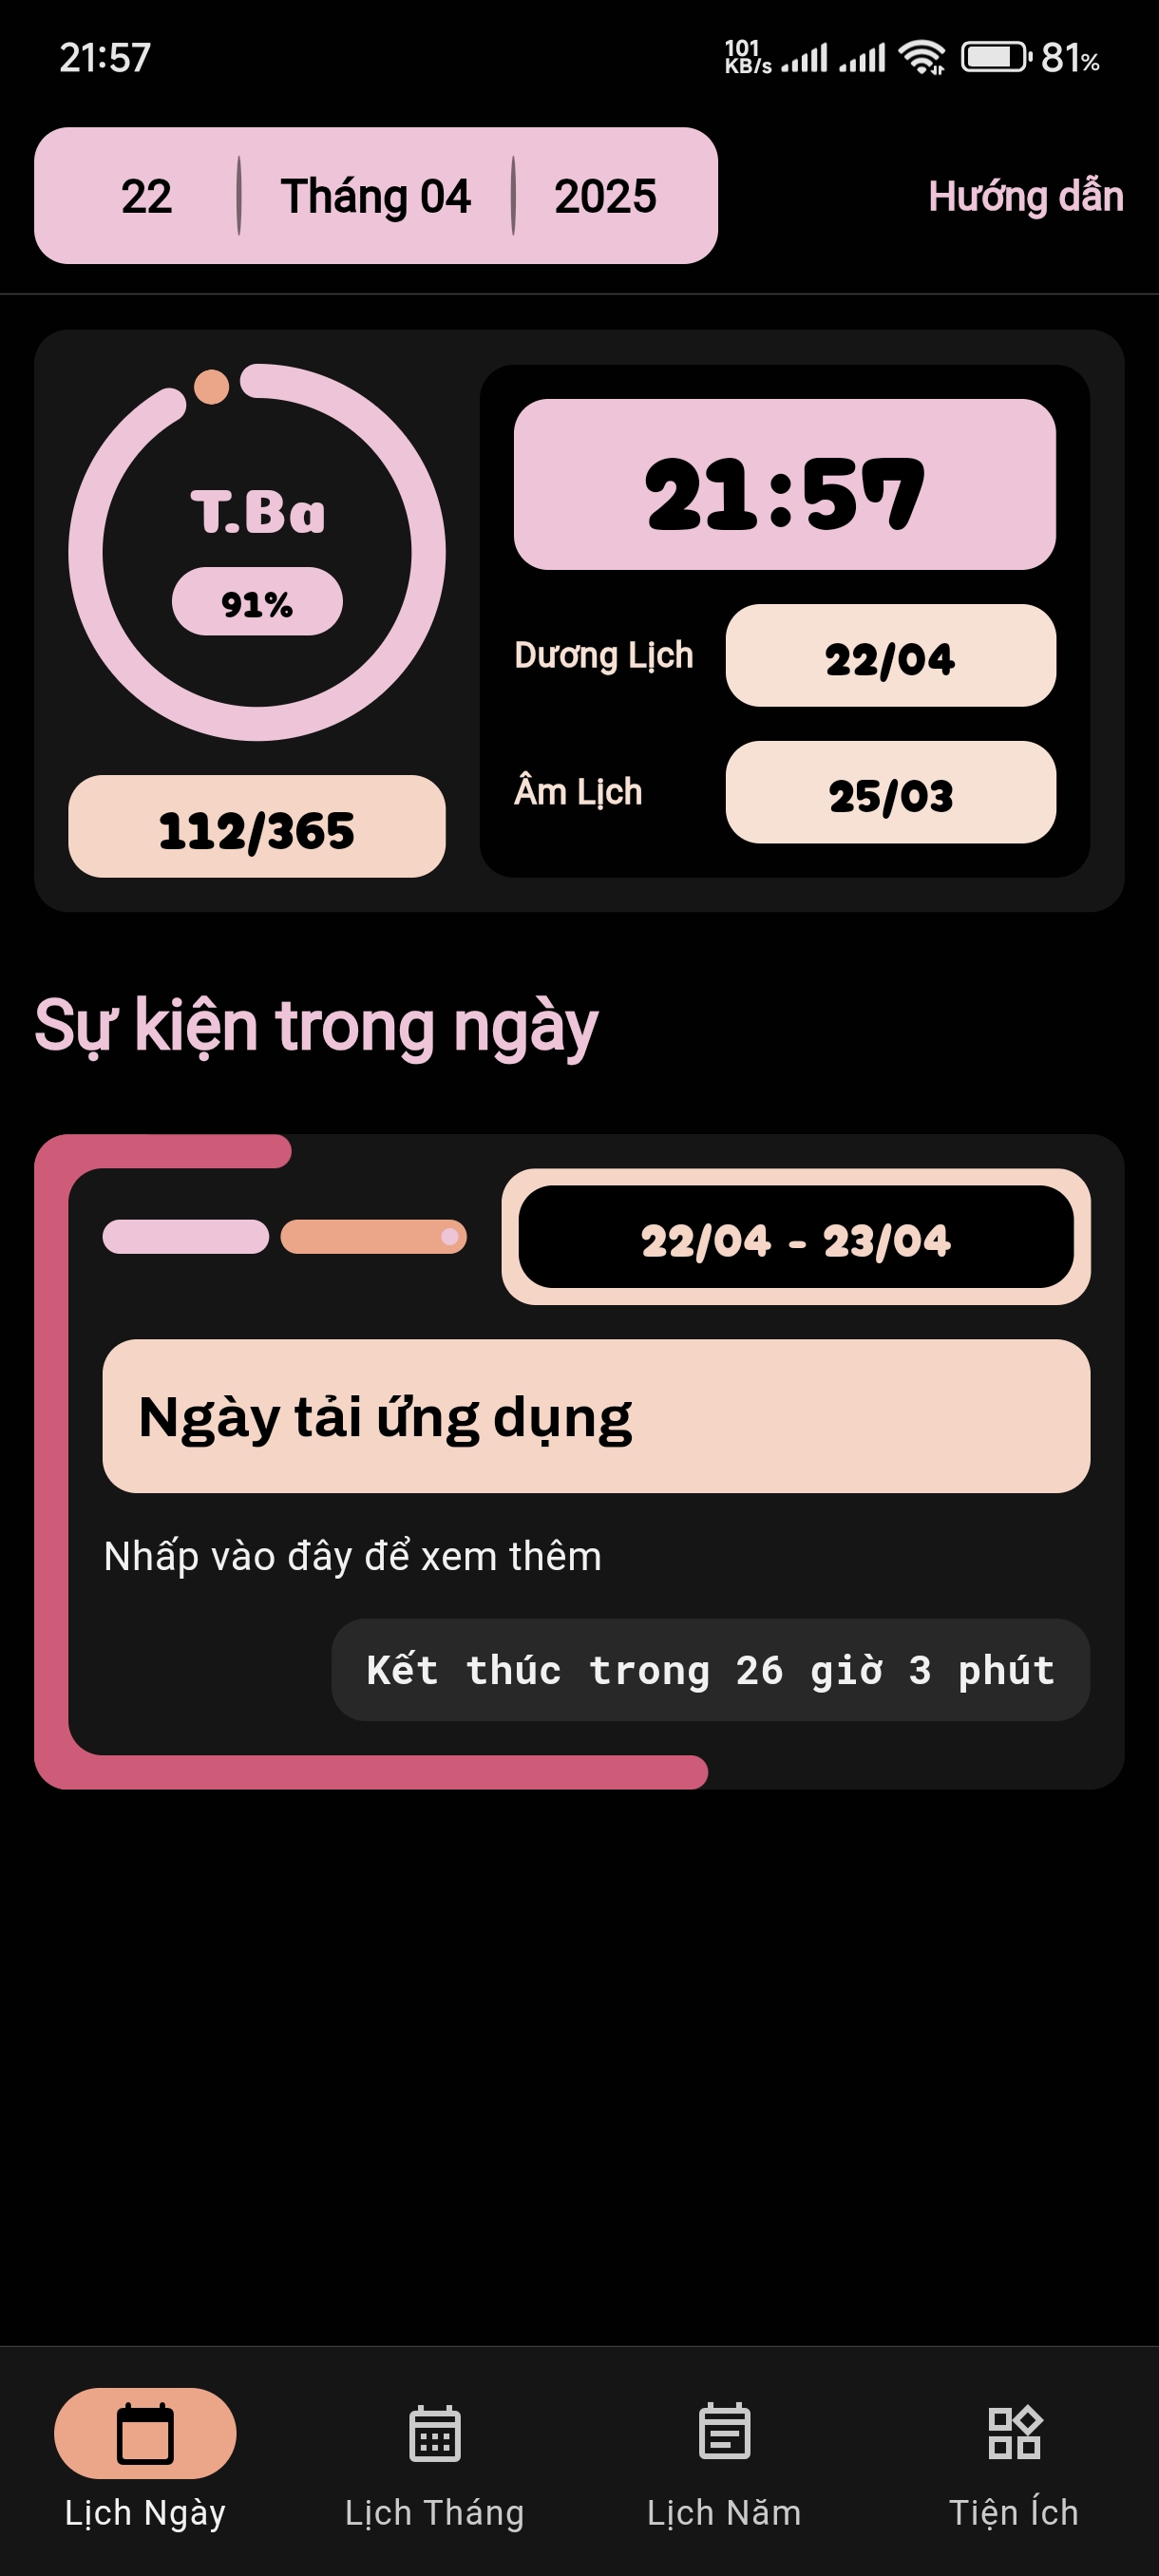 21:57
101
KB/s
81%
22
Tháng 04
2025
Hướng dẫn
T.Ba
91%
112/365
21:57
Dương Lịch
22/04
Âm Lịch
25/03
Sự kiện trong ngày
22/04 - 23/04
Ngày tải ứng dụng
Nhấp vào đây để xem thêm
Kết thúc trong 26 giờ 3 phút
Lịch Ngày
Lịch Tháng
Lịch Năm
Tiện Ích